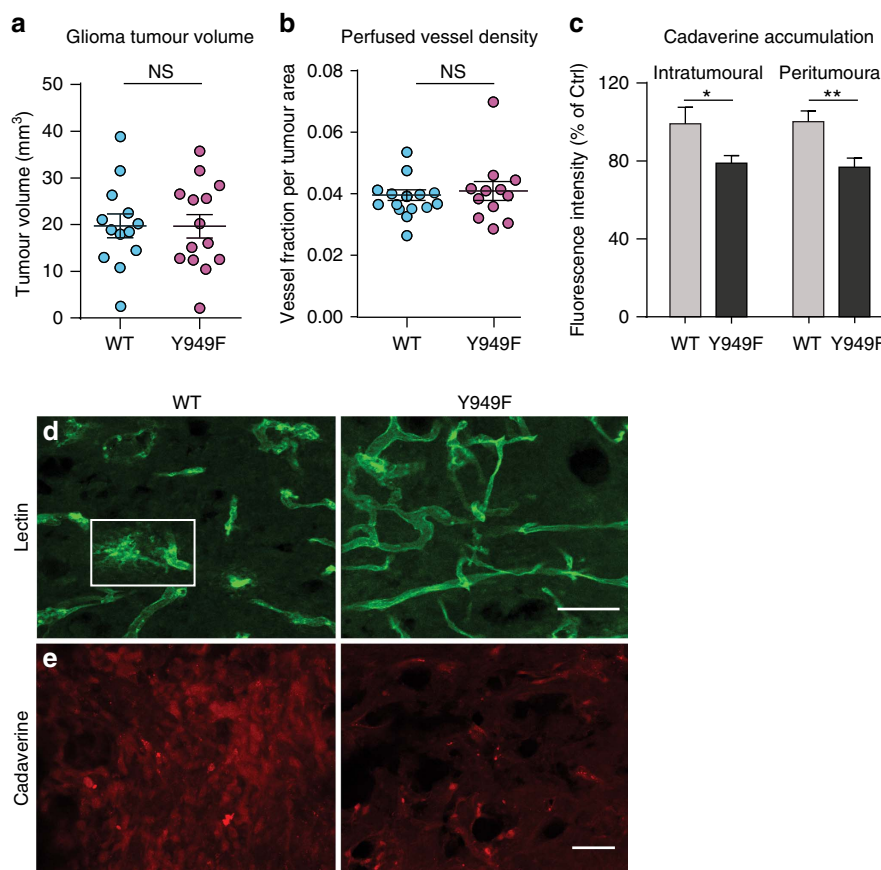 a
Glioma tumour volume
NS
Tumour volume (mm³)
50
40
30
20
10
0
WT
Y949F
b
Perfused vessel density
NS
Vessel fraction per tumour area
0.08
0.06
0.04
0.02
0.00
WT
Y949F
c
Cadaverine accumulation
Intratumoural
Peritumoura
*
**
Fluorescence intensity (% of Ctrl)
120
80
40
0
WT Y949F
WT Y949F
WT
Y949F
d
Lectin
e
Cadaverine